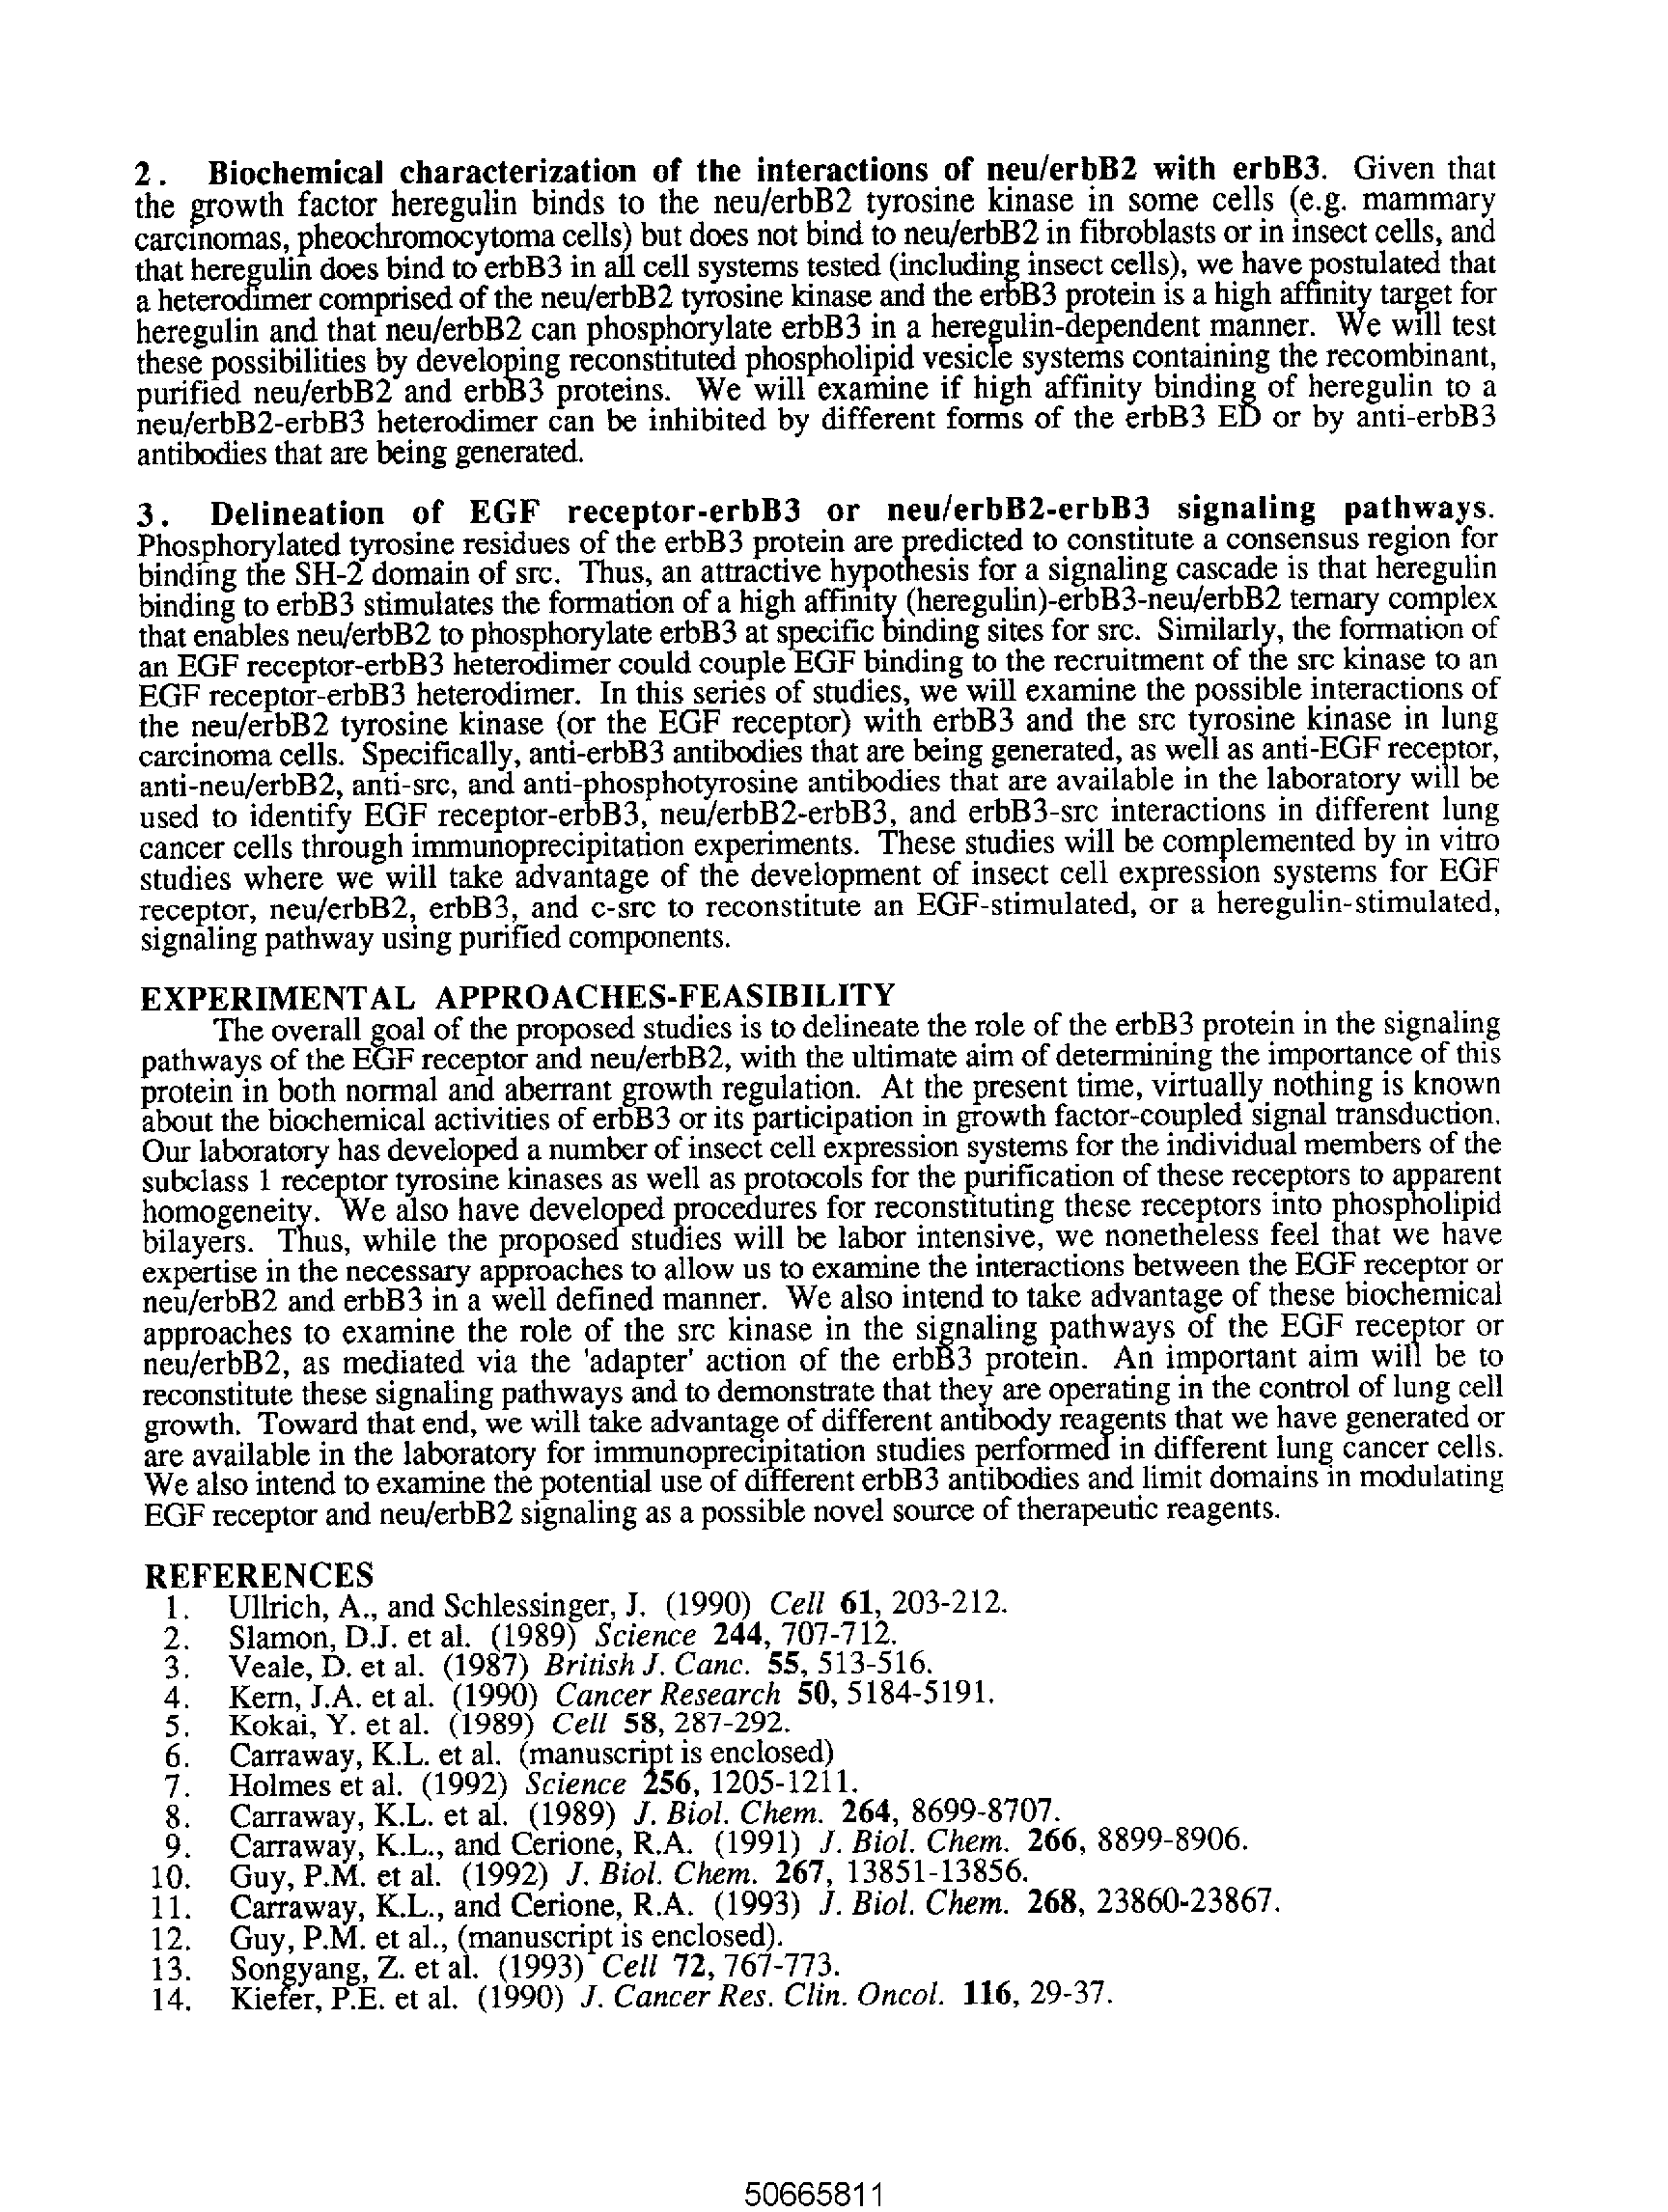 2. Biochemical characterization of the interactions of neu/erbB2 with erbB3. Given that
the growth factor heregulin binds to the neu/erbB2 tyrosine kinase in some cells (e.g. mammary
carcinomas, pheochromocytoma cells) but does not bind to neu/erbB2 in fibroblasts or in insect cells, and
that heregulin does bind to erbB3 in all cell systems tested (including insect cells), we have postulated that
a heterodimer comprised of the neu/erbB2 tyrosine kinase and the erbB3 protein is a high affinity target for
heregulin and that neu/erbB2 can phosphorylate erbB3 in a heregulin-dependent manner. We will test
these possibilities by developing reconstituted phospholipid vesicle systems containing the recombinant,
purified neu/erbB2 and erbB3 proteins. We will examine if high affinity binding of heregulin to a
neu/erbB2-erbB3 heterodimer can be inhibited by different forms of the erbB3 ED or by anti-erbB3
antibodies that are being generated.
3. Delineation of EGF receptor-erbB3 or neu/erbB2-erbB3 signaling pathways.
Phosphorylated tyrosine residues of the erbB3 protein are predicted to constitute a consensus region for
binding the SH-2 domain of src. Thus, an attractive hypothesis for a signaling cascade is that heregulin
binding to erbB3 stimulates the formation of a high affinity (heregulin)-erbB3-neu/erbB2 ternary complex
that enables neu/erbB2 to phosphorylate erbB3 at specific binding sites for src. Similarly, the formation of
an EGF receptor-erbB3 heterodimer could couple EGF binding to the recruitment of the src kinase to an
EGF receptor-erbB3 heterodimer. In this series of studies, we will examine the possible interactions of
the neu/erbB2 tyrosine kinase (or the EGF receptor) with erbB3 and the src tyrosine kinase in lung
carcinoma cells. Specifically, anti-erbB3 antibodies that are being generated, as well as anti-EGF receptor,
anti-neu/erbB2, anti-src, and anti-phosphotyrosine antibodies that are available in the laboratory will be
used to identify EGF receptor-erbB3, neu/erbB2-erbB3, and erbB3-src interactions in different lung
cancer cells through immunoprecipitation experiments. These studies will be complemented by in vitro
studies where we will take advantage of the development of insect cell expression systems for EGF
receptor, neu/erbB2, erbB3, and c-src to reconstitute an EGF-stimulated, or a heregulin-stimulated,
signaling pathway using purified components.
EXPERIMENTAL APPROACHES-FEASIBILITY
The overall goal of the proposed studies is to delineate the role of the erbB3 protein in the signaling
pathways of the EGF receptor and neu/erbB2, with the ultimate aim of determining the importance of this
protein in both normal and aberrant growth regulation. At the present time, virtually nothing is known
about the biochemical activities of erbB3 or its participation in growth factor-coupled signal transduction.
Our laboratory has developed a number of insect cell expression systems for the individual members of the
subclass 1 receptor tyrosine kinases as well as protocols for the purification of these receptors to apparent
homogeneity. We also have developed procedures for reconstituting these receptors into phospholipid
bilayers. Thus, while the proposed studies will be labor intensive, we nonetheless feel that we have
expertise in the necessary approaches to allow us to examine the interactions between the EGF receptor or
neu/erbB2 and erbB3 in a well defined manner. We also intend to take advantage of these biochemical
approaches to examine the role of the src kinase in the signaling pathways of the EGF receptor or
neu/erbB2, as mediated via the 'adapter' action of the erbB3 protein. An important aim will be to
reconstitute these signaling pathways and to demonstrate that they are operating in the control of lung cell
growth. Toward that end, we will take advantage of different antibody reagents that we have generated or
are available in the laboratory for immunoprecipitation studies performed in different lung cancer cells.
We also intend to examine the potential use of different erbB3 antibodies and limit domains in modulating
EGF receptor and neu/erbB2 signaling as a possible novel source of therapeutic reagents.
REFERENCES
1. Ullrich, A., and Schlessinger, J. (1990) Cell 61, 203-212.
2. Slamon, D.J. et al. (1989) Science 244, 707-712.
3. Veale, D. et al. (1987) British J. Canc. 55, 513-516.
4. Kern, J.A. et al. (1990) Cancer Research 50, 5184-5191.
5. Kokai, Y. et al. (1989) Cell 58, 287-292.
6. Carraway, K.L. et al. (manuscript is enclosed)
7. Holmes et al. (1992) Science 256, 1205-1211.
8. Carraway, K.L. et al. (1989) J. Biol. Chem. 264, 8699-8707.
9. Carraway, K.L., and Cerione, R.A. (1991) J. Biol. Chem. 266, 8899-8906.
10. Guy, P.M. et al. (1992) J. Biol. Chem. 267, 13851-13856.
11. Carraway, K.L., and Cerione, R.A. (1993) J. Biol. Chem. 268, 23860-23867.
12. Guy, P.M. et al., (manuscript is enclosed).
13. Songyang, Z. et al. (1993) Cell 72, 767-773.
14. Kiefer, P.E. et al. (1990) J. Cancer Res. Clin. Oncol. 116, 29-37.
50665811